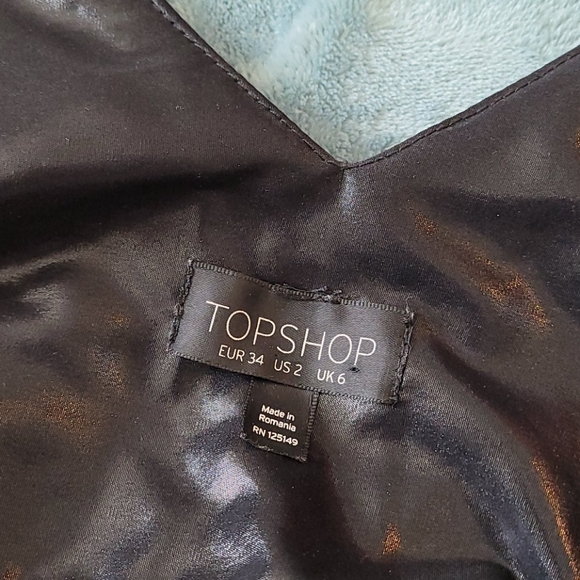 TOPSHOP
EUR 34 US 2 UK 6
Made in
Romania
RN 125149